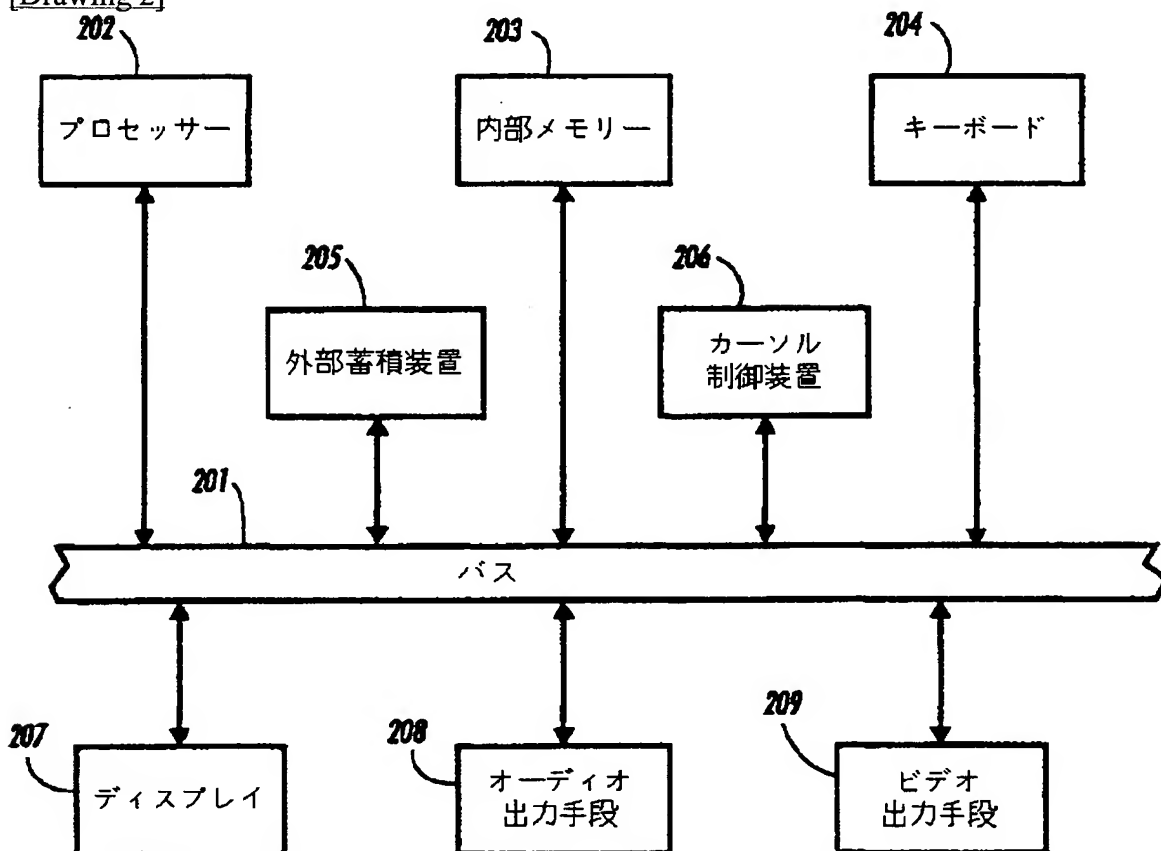 [Drawing 2]
202
203
204
プロセッサー
内部メモリー
キーボード
205
206
外部蓄積装置
カーソル
制御装置
201
バス
207
208
209
ディスプレイ
オーディオ
出力手段
ビデオ
出力手段